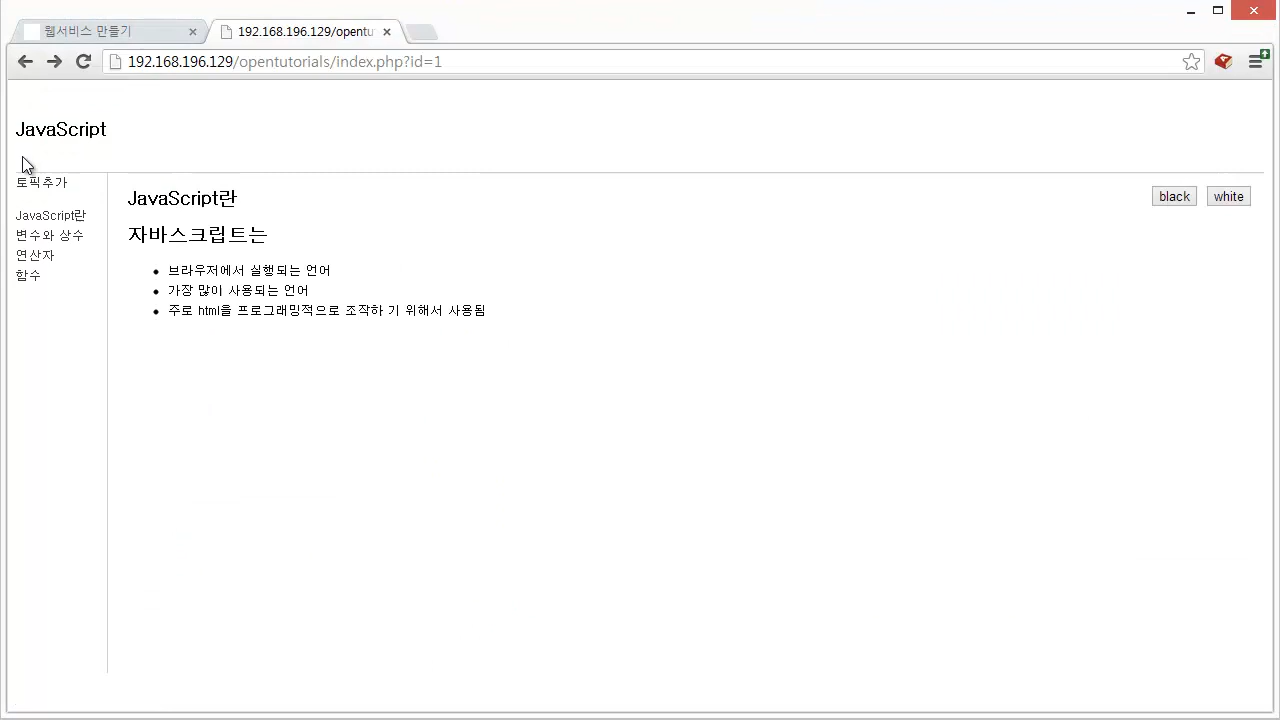 웹서비스 만들기
192.168.196.129/opentu
192.168.196.129/opentutorials/index.php?id=1
JavaScript
토픽추가
JavaScript란
변수와 상수
연산자
함수
JavaScript란
black
white
자바스크립트는
브라우저에서 실행되는 언어
가장 많이 사용되는 언어
주로 html을 프로그래밍적으로 조작하 기 위해서 사용됨